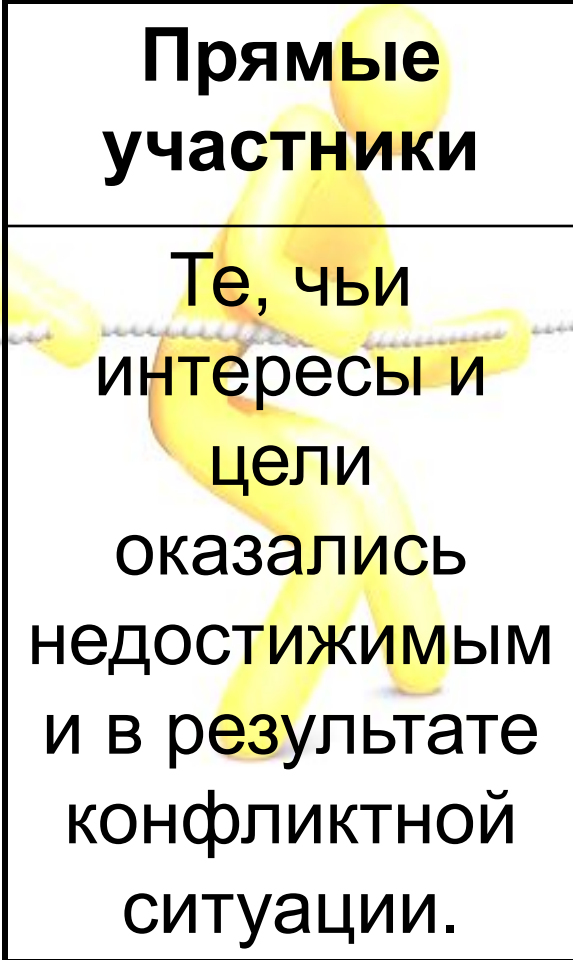 Прямые
участники
Те, чьи
интересы и
цели
оказались
недостижимым
и в результате
конфликтной
ситуации.